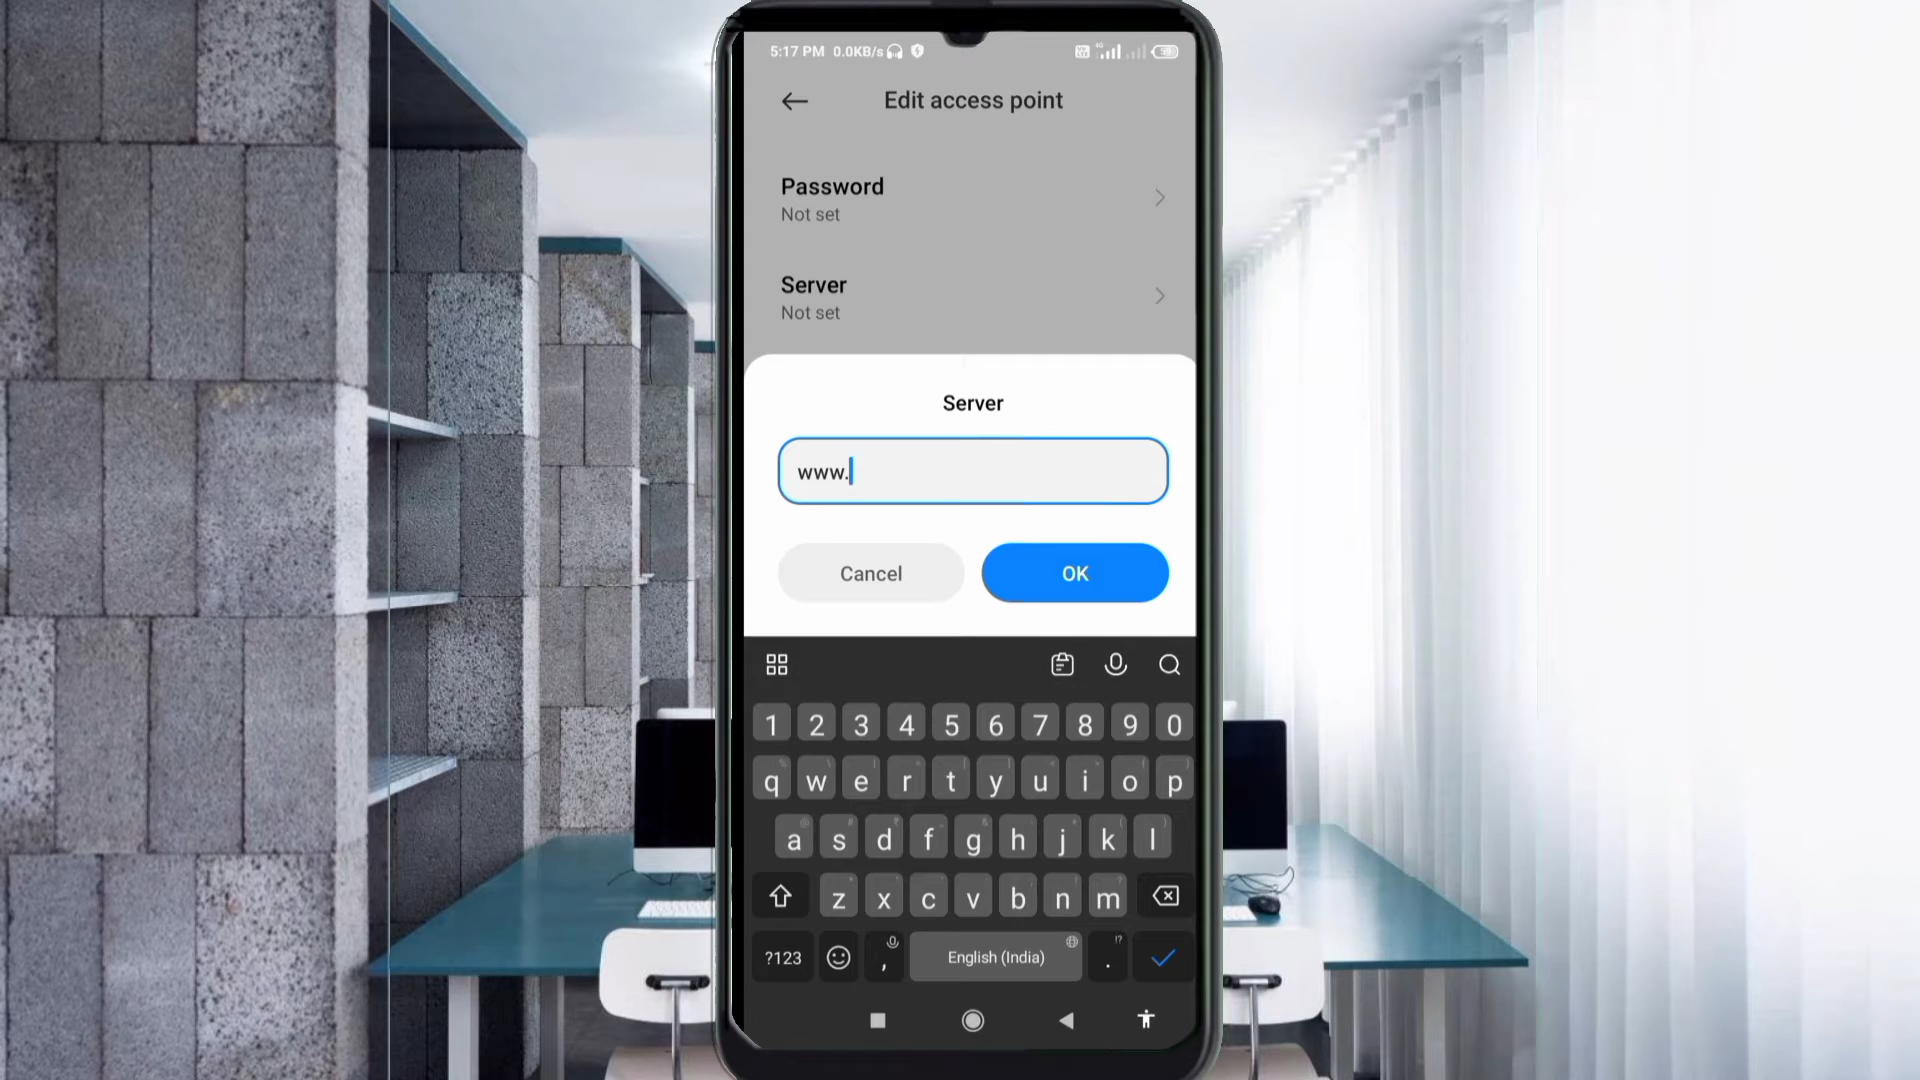 5:17 PM 0.0KB/s 4G
Edit access point
Password
Not set
Server
Not set
Server
www.
Cancel OK
1 2 3 4 5 6 7 8 9 0
q w e r t y u i o p
a s d f g h j k l
z x c v b n m
?123 , English (India) . !?